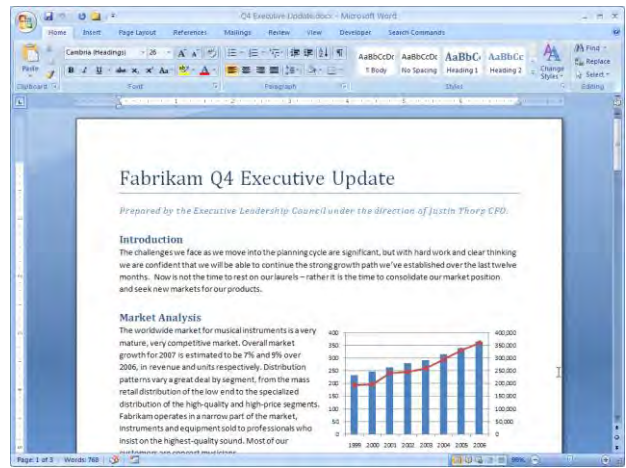 Q4 Executive Update.docx - Microsoft Word
Home Insert Page Layout References Mailings Review View Developer Search Commands
Cambria (Headings) 26
Find
Replace
Select
Paste
B I U abe x, x' Aa A
AaBbCcDc AaBbCcDc AaBbC AaBbCc
¶ Body No Spacing Heading 1 Heading 2
Change Styles
Clipboard Font Paragraph Styles Editing
Fabrikam Q4 Executive Update
Prepared by the Executive Leadership Council under the direction of Justin Thorp CFO.
Introduction
The challenges we face as we move into the planning cycle are significant, but with hard work and clear thinking
we are confident that we will be able to continue the strong growth path we've established over the last twelve
months. Now is not the time to rest on our laurels – rather it is the time to consolidate our market position
and seek new markets for our products.
Market Analysis
The worldwide market for musical instruments is a very
mature, very competitive market. Overall market
growth for 2007 is estimated to be 7% and 9% over
2006, in revenue and units respectively. Distribution
patterns vary a great deal by segment, from the mass
retail distribution of the low end to the specialized
distribution of the high-quality and high-price segments.
Fabrikam operates in a narrow part of the market,
instruments and equipment sold to professionals who
insist on the highest-quality sound. Most of our
customers are concert musicians
400 400,000
350 350,000
300 300,000
250 250,000
200 200,000
150 150,000
100 100,000
50 50,000
0 0
1999 2000 2001 2002 2003 2004 2005 2006
Page: 1 of 3 Words: 768 96%